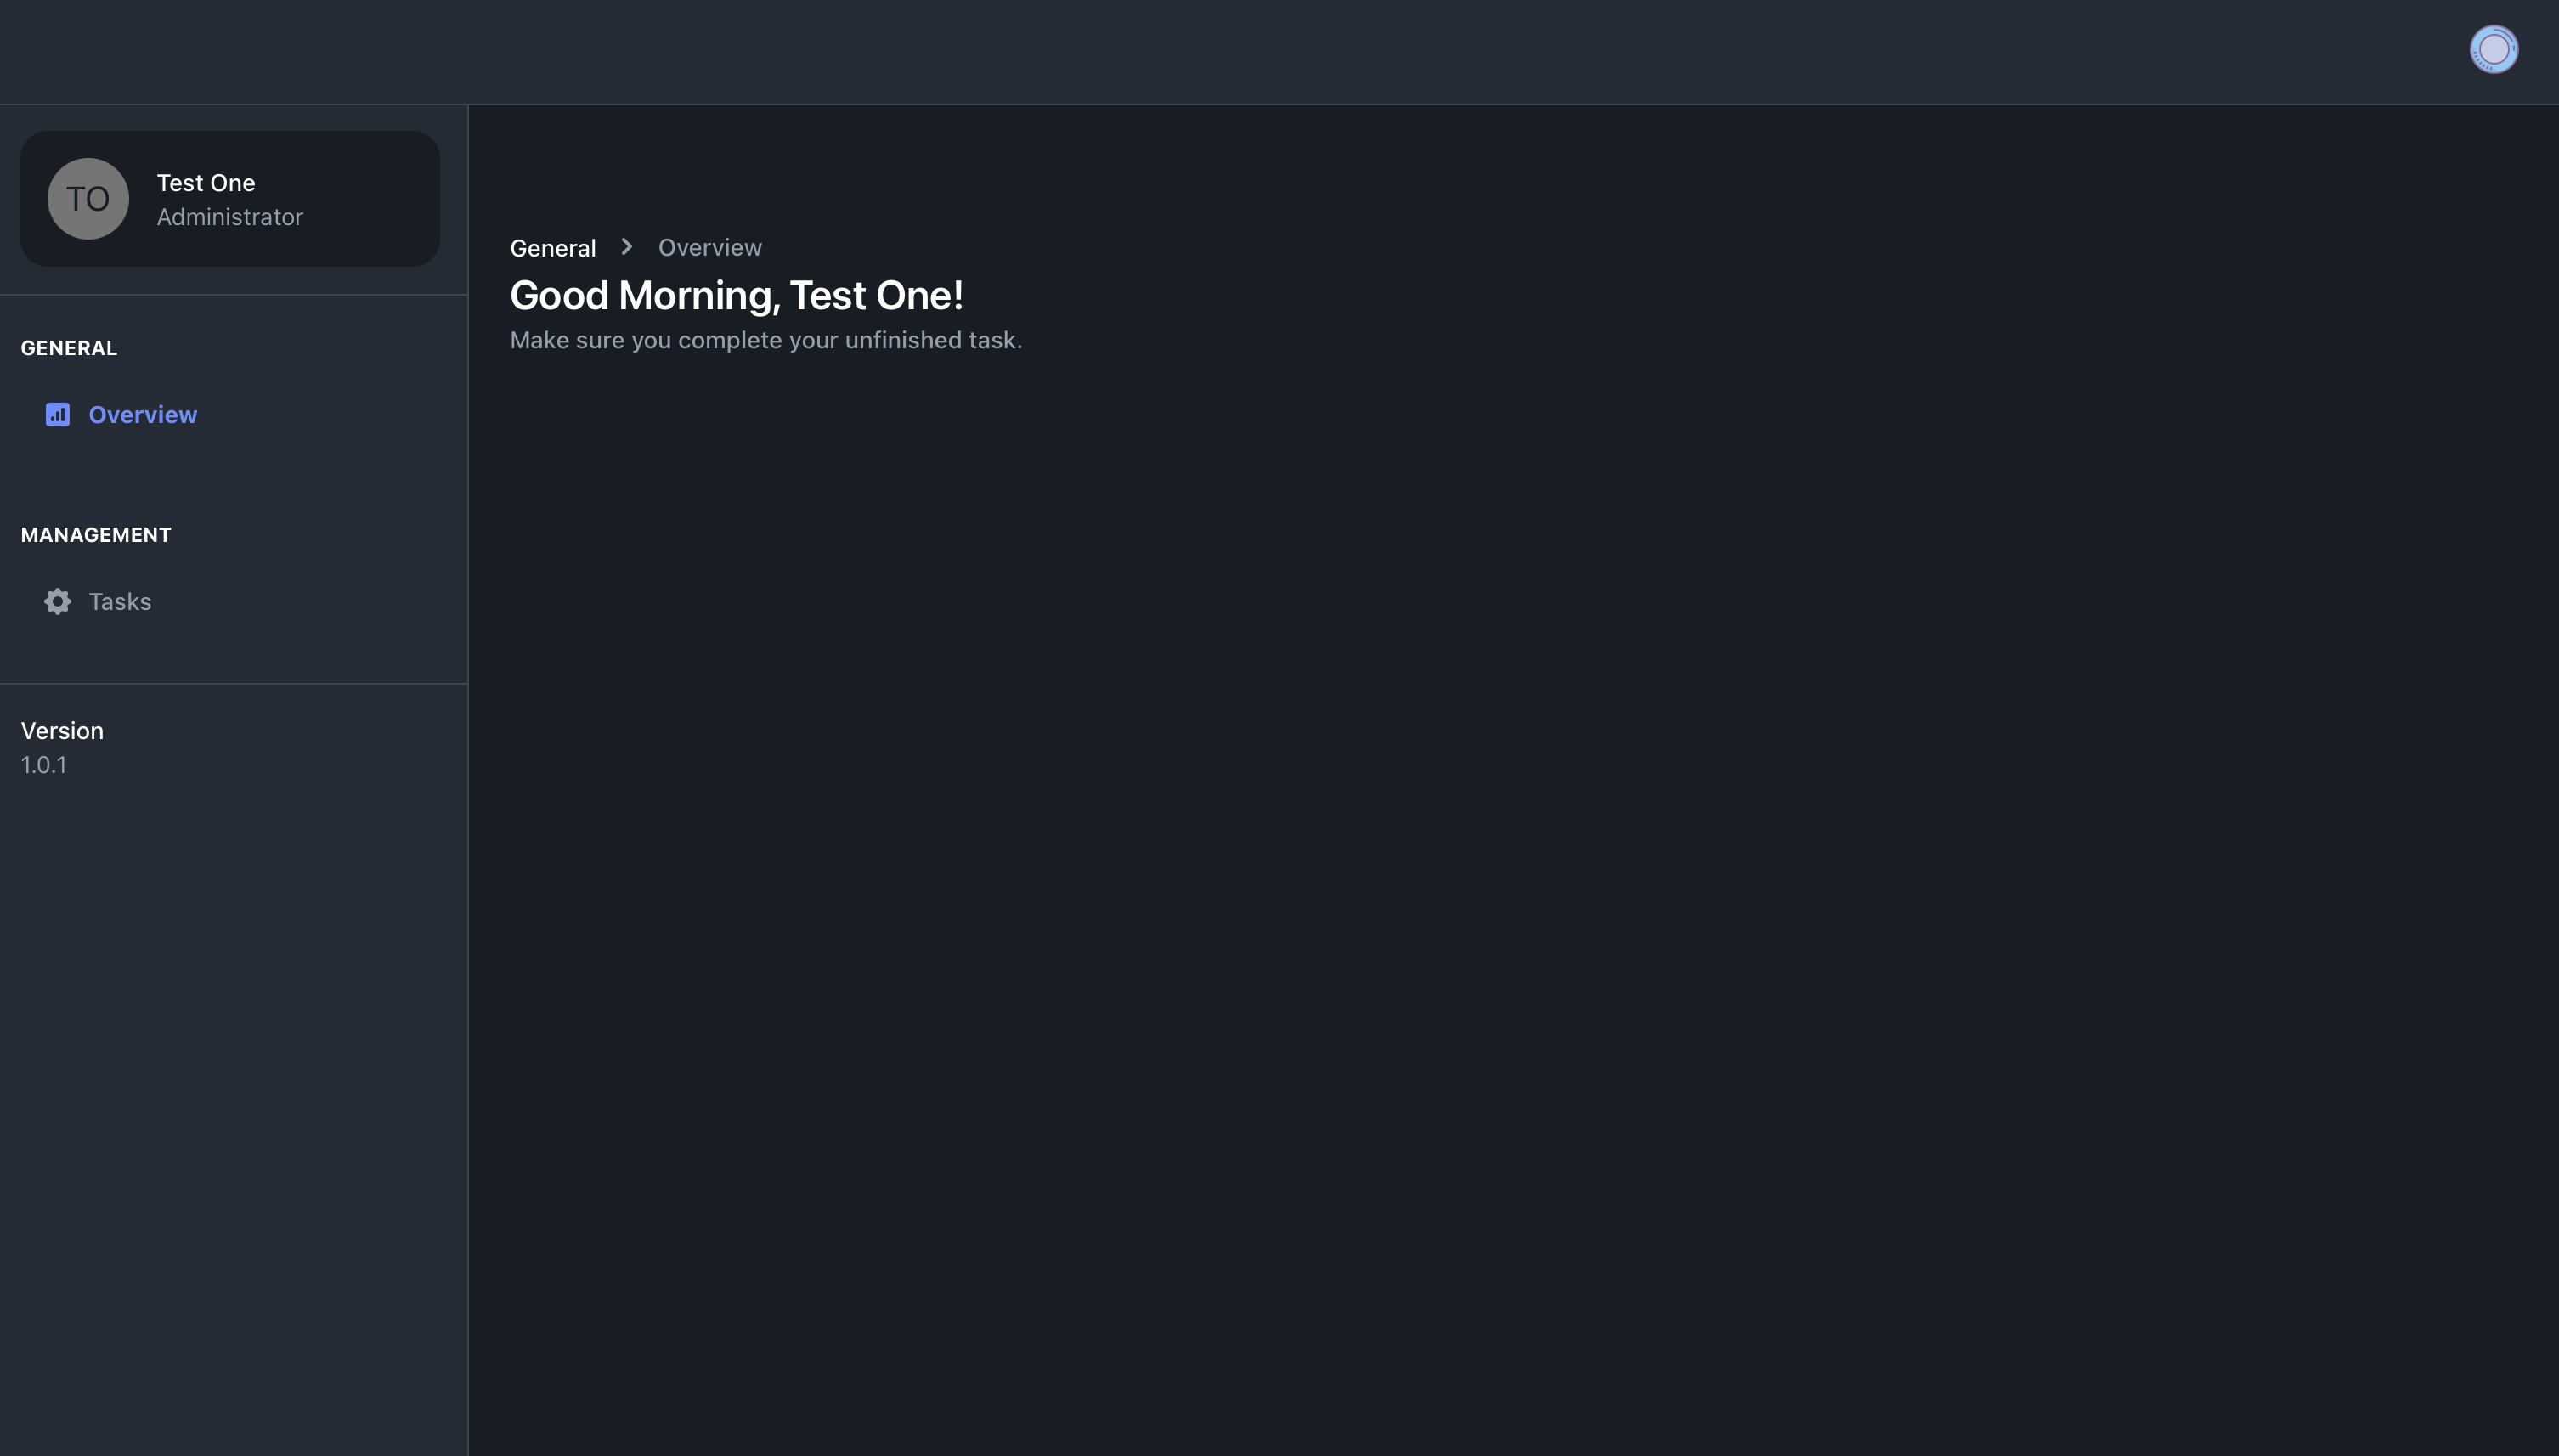 TO
Test One
Administrator
GENERAL
Overview
MANAGEMENT
Tasks
Version
1.0.1
General
Overview
Good Morning, Test One!
Make sure you complete your unfinished task.